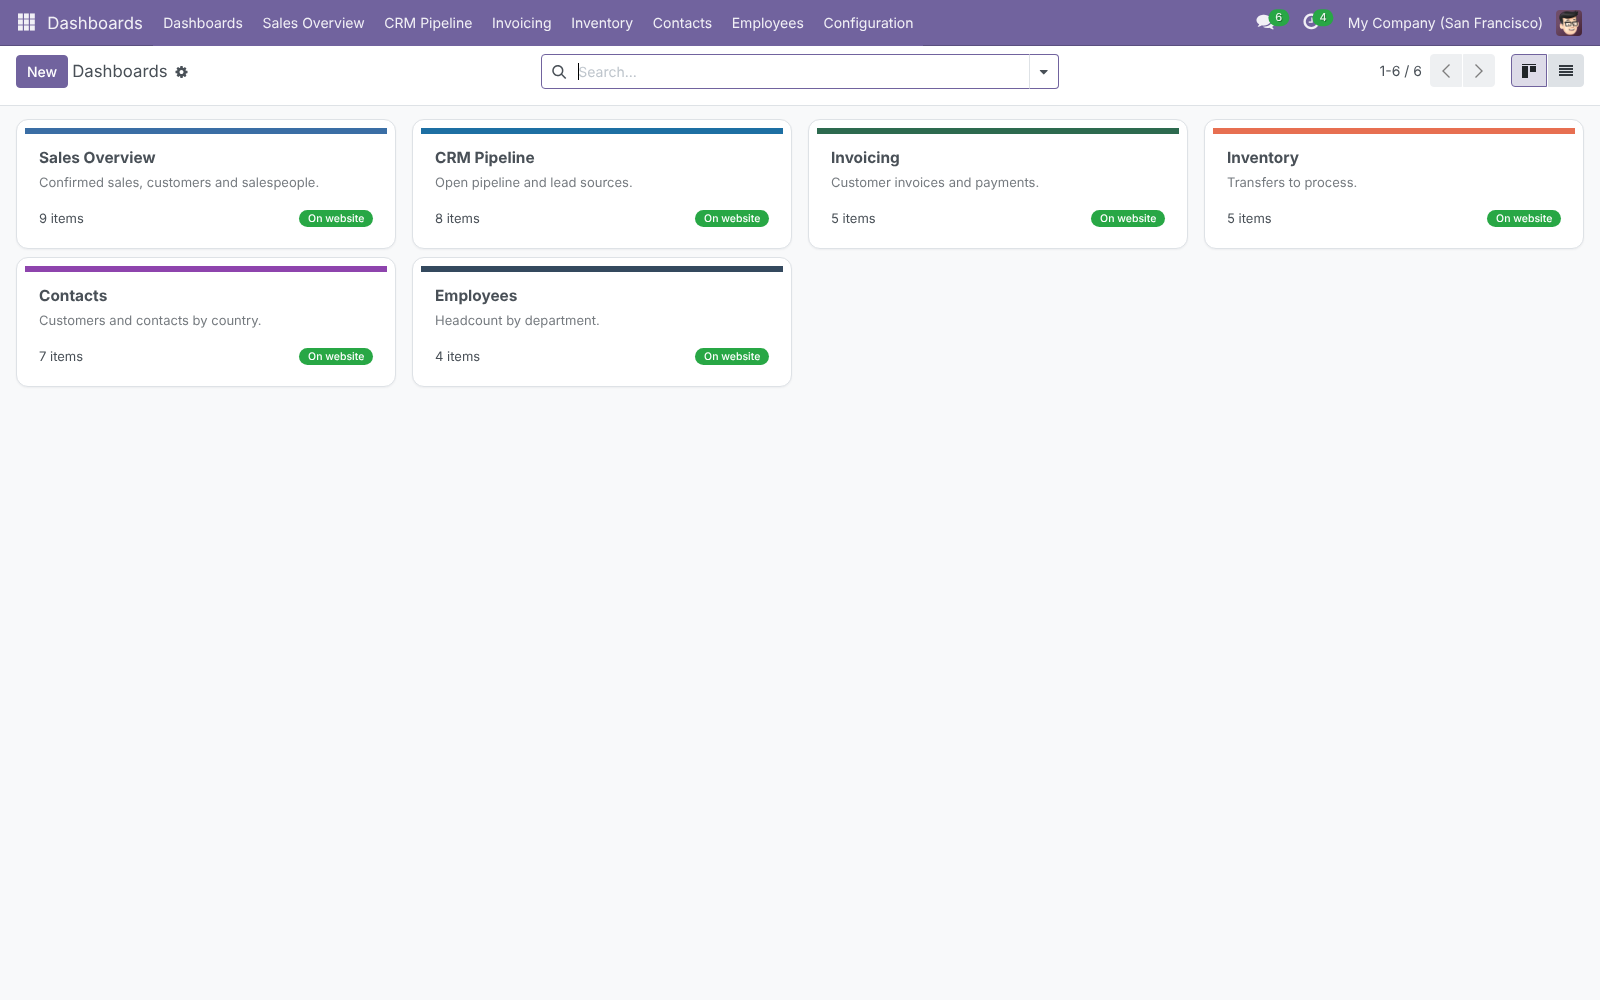 Dashboards Dashboards Sales Overview CRM Pipeline Invoicing Inventory Contacts Employees Configuration 6 4 My Company (San Francisco)
New Dashboards Search... 1-6 / 6
Sales Overview
Confirmed sales, customers and salespeople.
9 items On website
CRM Pipeline
Open pipeline and lead sources.
8 items On website
Invoicing
Customer invoices and payments.
5 items On website
Inventory
Transfers to process.
5 items On website
Contacts
Customers and contacts by country.
7 items On website
Employees
Headcount by department.
4 items On website